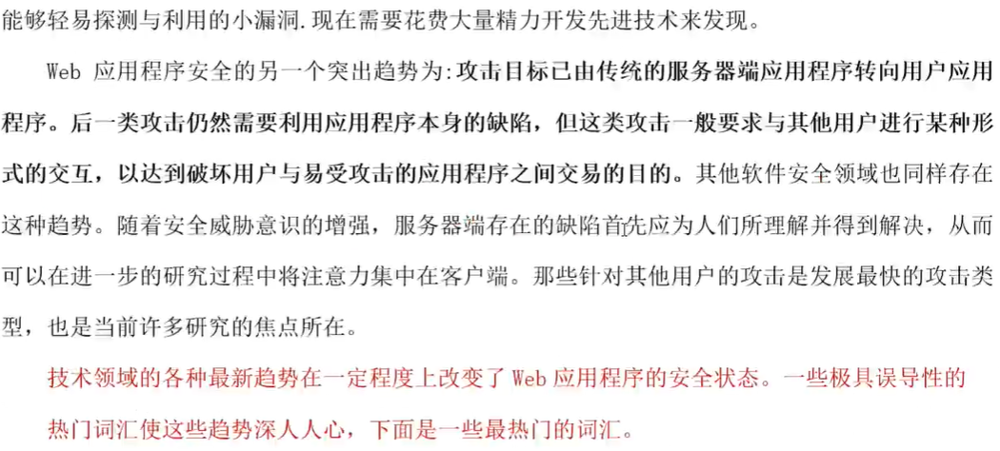 能够轻易探测与利用的小漏洞.现在需要花费大量精力开发先进技术来发现。
Web 应用程序安全的另一个突出趋势为:攻击目标已由传统的服务器端应用程序转向用户应用
程序。后一类攻击仍然需要利用应用程序本身的缺陷，但这类攻击一般要求与其他用户进行某种形
式的交互，以达到破坏用户与易受攻击的应用程序之间交易的目的。其他软件安全领域也同样存在
这种趋势。随着安全威胁意识的增强，服务器端存在的缺陷首先应为人们所理解并得到解决，从而
可以在进一步的研究过程中将注意力集中在客户端。那些针对其他用户的攻击是发展最快的攻击类
型，也是当前许多研究的焦点所在。
技术领域的各种最新趋势在一定程度上改变了 Web 应用程序的安全状态。一些极具误导性的
热门词汇使这些趋势深人人心，下面是一些最热门的词汇。